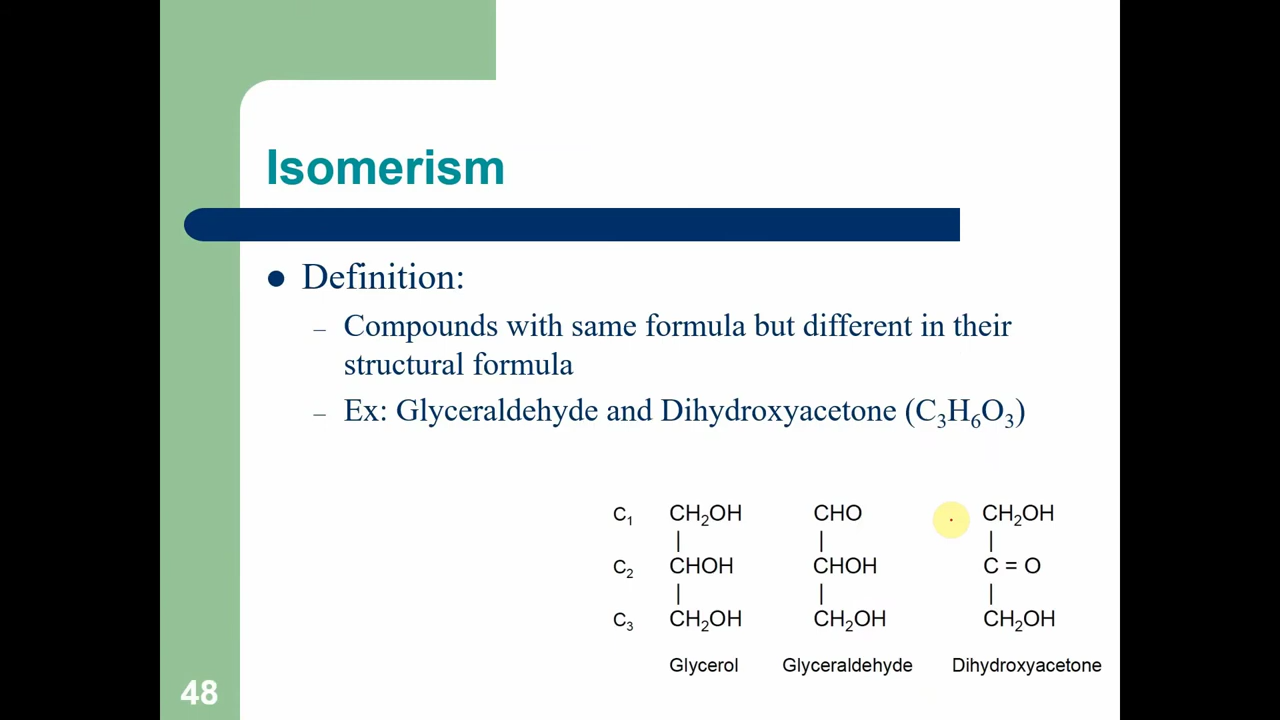 Isomerism
● Definition:
– Compounds with same formula but different in their
structural formula
– Ex: Glyceraldehyde and Dihydroxyacetone (C₃H₆O₃)
C₁ CH₂OH CHO CH₂OH
| | |
C₂ CHOH CHOH C = O
| | |
C₃ CH₂OH CH₂OH CH₂OH
Glycerol Glyceraldehyde Dihydroxyacetone
48